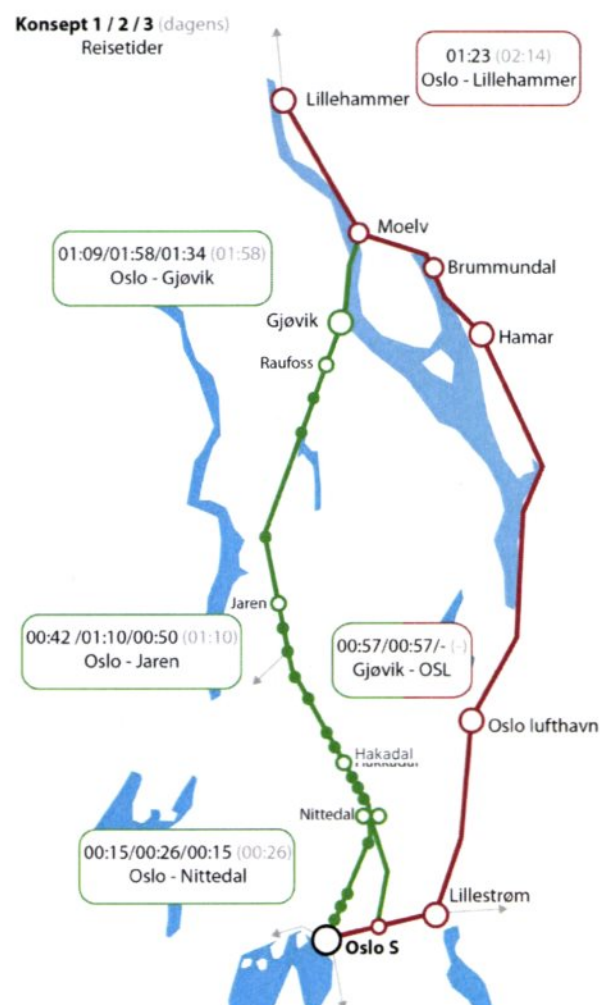 Konsept 1 / 2 / 3 (dagens)
Reisetider
01:23 (02:14)
Oslo - Lillehammer
Lillehammer
Moelv
Brummundal
01:09/01:58/01:34 (01:58)
Oslo - Gjøvik
Gjøvik
Hamar
Raufoss
Jaren
00:42 /01:10/00:50 (01:10)
Oslo - Jaren
00:57/00:57/- (-)
Gjøvik - OSL
Oslo lufthavn
Hakadal
Nittedal
00:15/00:26/00:15 (00:26)
Oslo - Nittedal
Lillestrøm
Oslo S